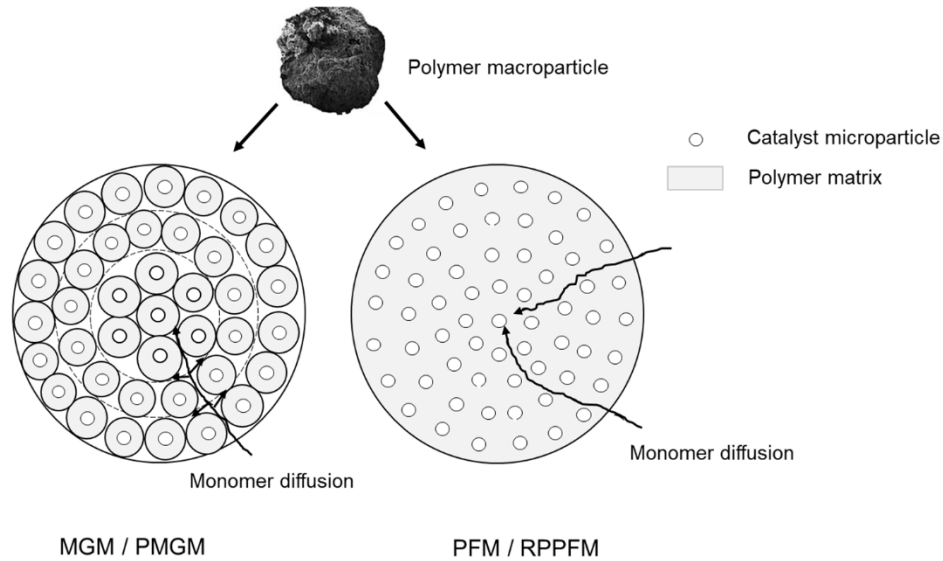 Polymer macroparticle
Catalyst microparticle
Polymer matrix
Monomer diffusion
Monomer diffusion
MGM / PMGM
PFM / RPPFM